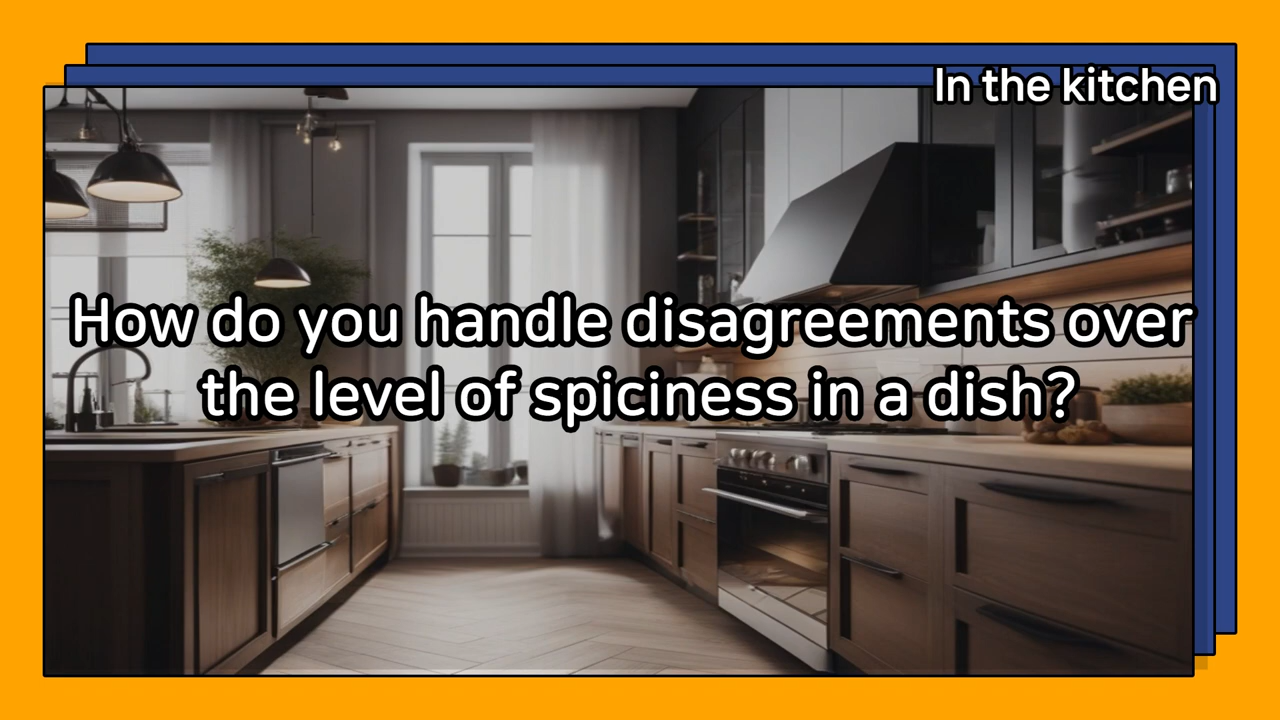 In the kitchen
How do you handle disagreements over
the level of spiciness in a dish?